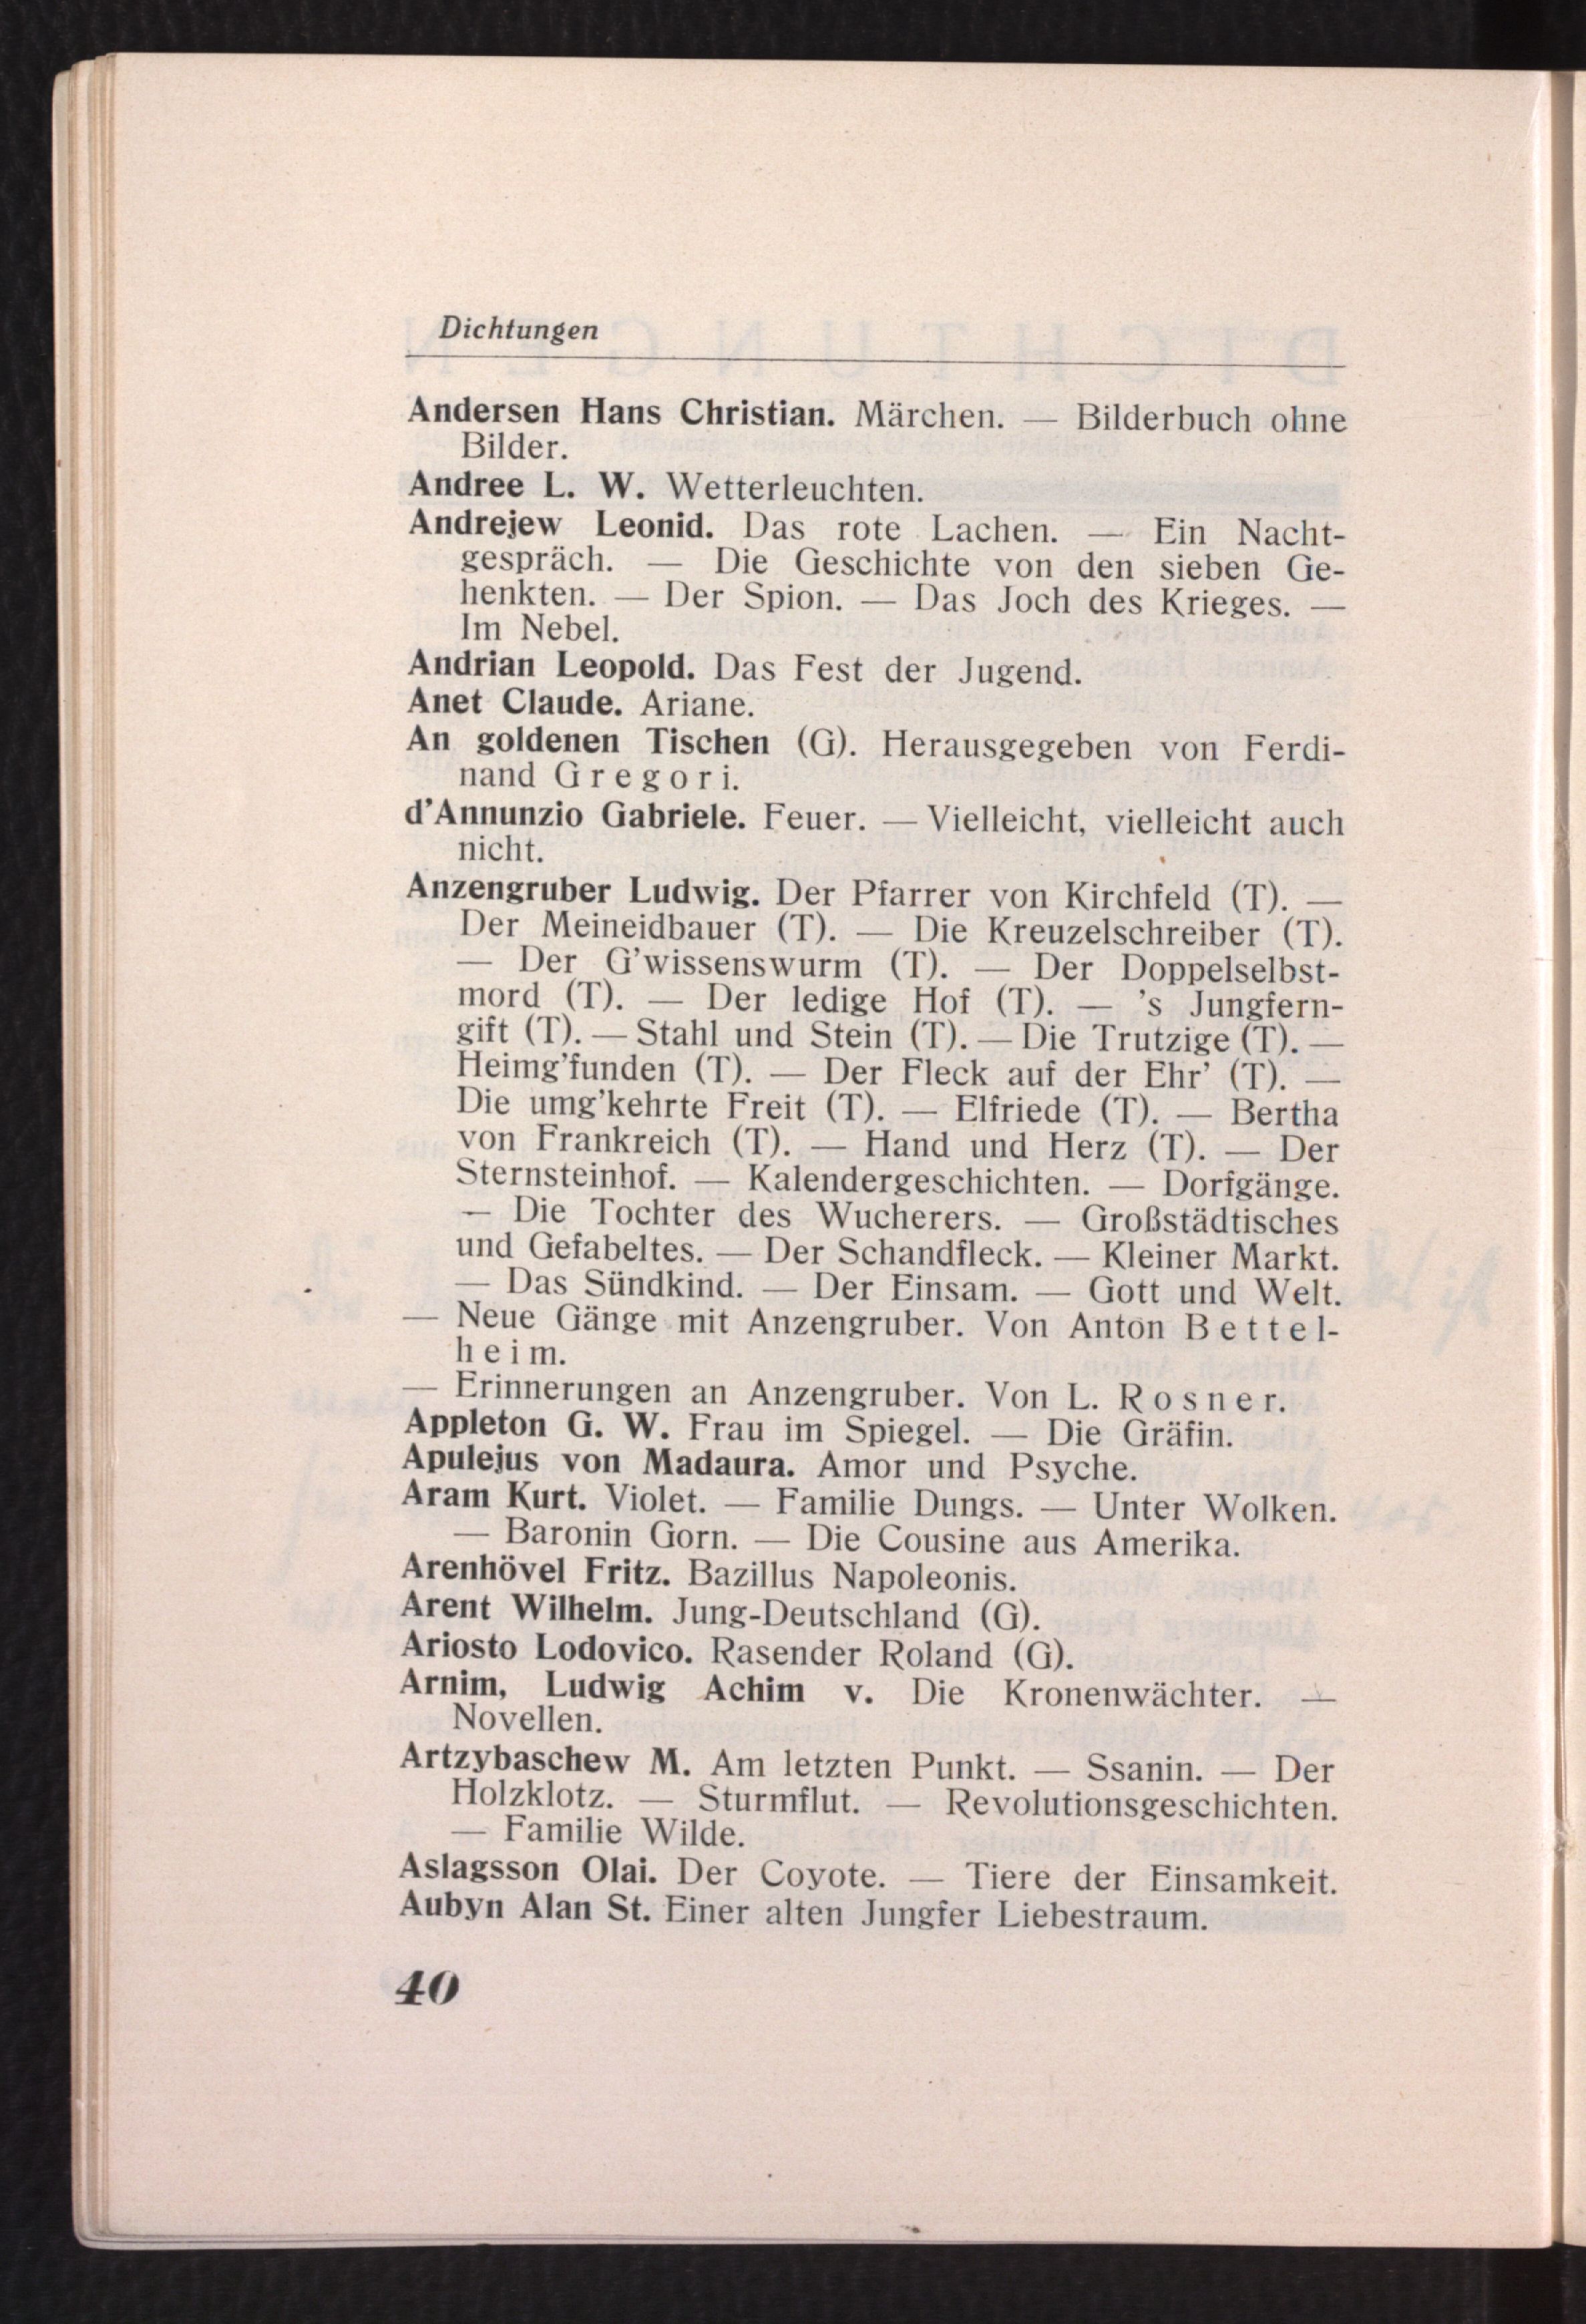 Dichtungen
Andersen Hans Christian. Märchen. — Bilderbuch ohne
Bilder.
Andree L. W. Wetterleuchten.
Andrejew Leonid. Das rote Lachen. — Ein Nacht-
gespräch. — Die Geschichte von den sieben Ge-
henkten. — Der Spion. — Das Joch des Krieges. —
Im Nebel.
Andrian Leopold. Das Fest der Jugend.
Anet Claude. Ariane.
An goldenen Tischen (G). Herausgegeben von Ferdi-
nand Gregori.
d'Annunzio Gabriele. Feuer. — Vielleicht, vielleicht auch
nicht.
Anzengruber Ludwig. Der Pfarrer von Kirchfeld (T). —
Der Meineidbauer (T). — Die Kreuzelschreiber (T).
— Der G'wissenswurm (T). — Der Doppelselbst-
mord (T). — Der ledige Hof (T). — 's Jungfern-
gift (T). — Stahl und Stein (T). — Die Trutzige (T). —
Heimg'funden (T). — Der Fleck auf der Ehr' (T). —
Die umg'kehrte Freit (T). — Elfriede (T). — Bertha
von Frankreich (T). — Hand und Herz (T). — Der
Sternsteinhof. — Kalendergeschichten. — Dorfgänge.
— Die Tochter des Wucherers. — Großstädtisches
und Gefabeltes. — Der Schandfleck. — Kleiner Markt.
— Das Sündkind. — Der Einsam. — Gott und Welt.
— Neue Gänge mit Anzengruber. Von Anton Bettel-
heim.
— Erinnerungen an Anzengruber. Von L. Rosner.
Appleton G. W. Frau im Spiegel. — Die Gräfin.
Apulejus von Madaura. Amor und Psyche.
Aram Kurt. Violet. — Familie Dungs. — Unter Wolken.
— Baronin Gorn. — Die Cousine aus Amerika.
Arenhövel Fritz. Bazillus Napoleonis.
Arent Wilhelm. Jung-Deutschland (G).
Ariosto Lodovico. Rasender Roland (G).
Arnim, Ludwig Achim v. Die Kronenwächter. —
Novellen.
Artzybaschew M. Am letzten Punkt. — Ssanin. — Der
Holzklotz. — Sturmflut. — Revolutionsgeschichten.
— Familie Wilde.
Aslagsson Olai. Der Coyote. — Tiere der Einsamkeit.
Aubyn Alan St. Einer alten Jungfer Liebestraum.
40